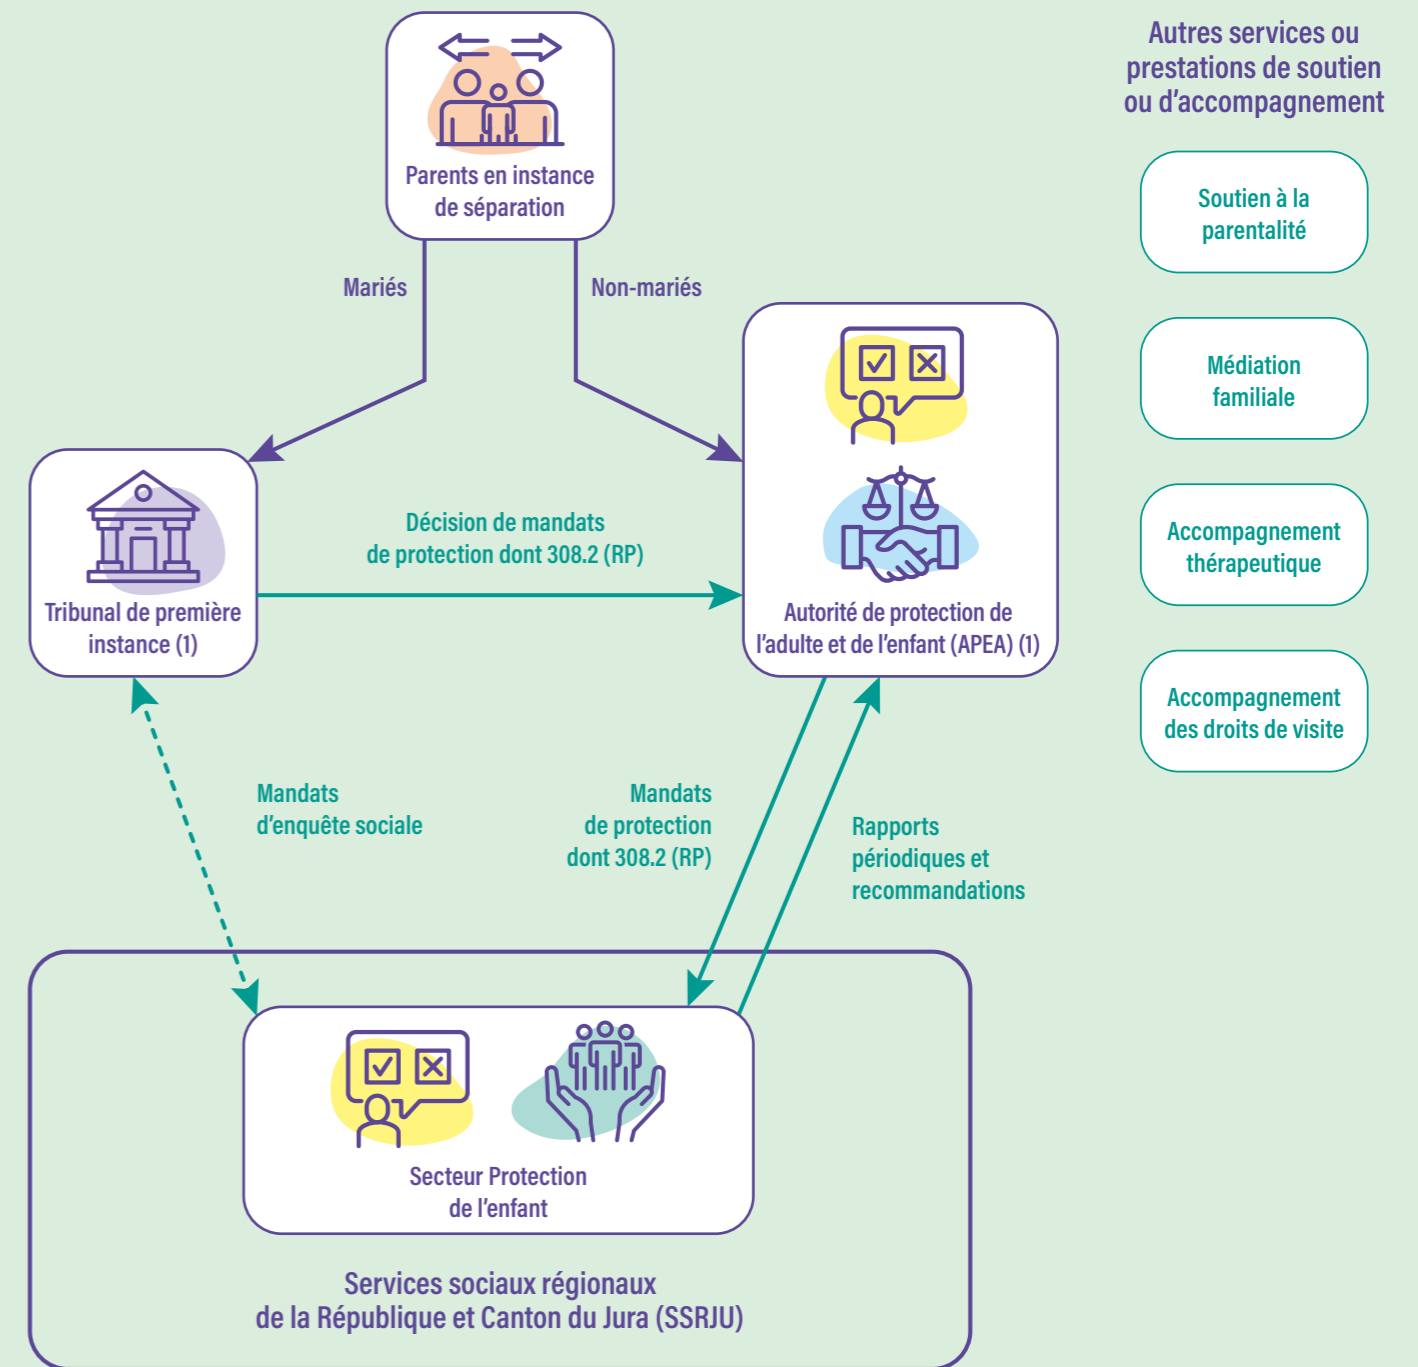 Autres services ou
prestations de soutien
ou d'accompagnement
Parents en instance
de séparation
Soutien à la
parentalité
Mariés
Non-mariés
Médiation
familiale
Décision de mandats
de protection dont 308.2 (RP)
Accompagnement
thérapeutique
Tribunal de première
instance (1)
Autorité de protection de
l'adulte et de l'enfant (APEA) (1)
Accompagnement
des droits de visite
Mandats
d'enquête sociale
Mandats
de protection
dont 308.2 (RP)
Rapports
périodiques et
recommandations
Secteur Protection
de l'enfant
Services sociaux régionaux
de la République et Canton du Jura (SSRJU)